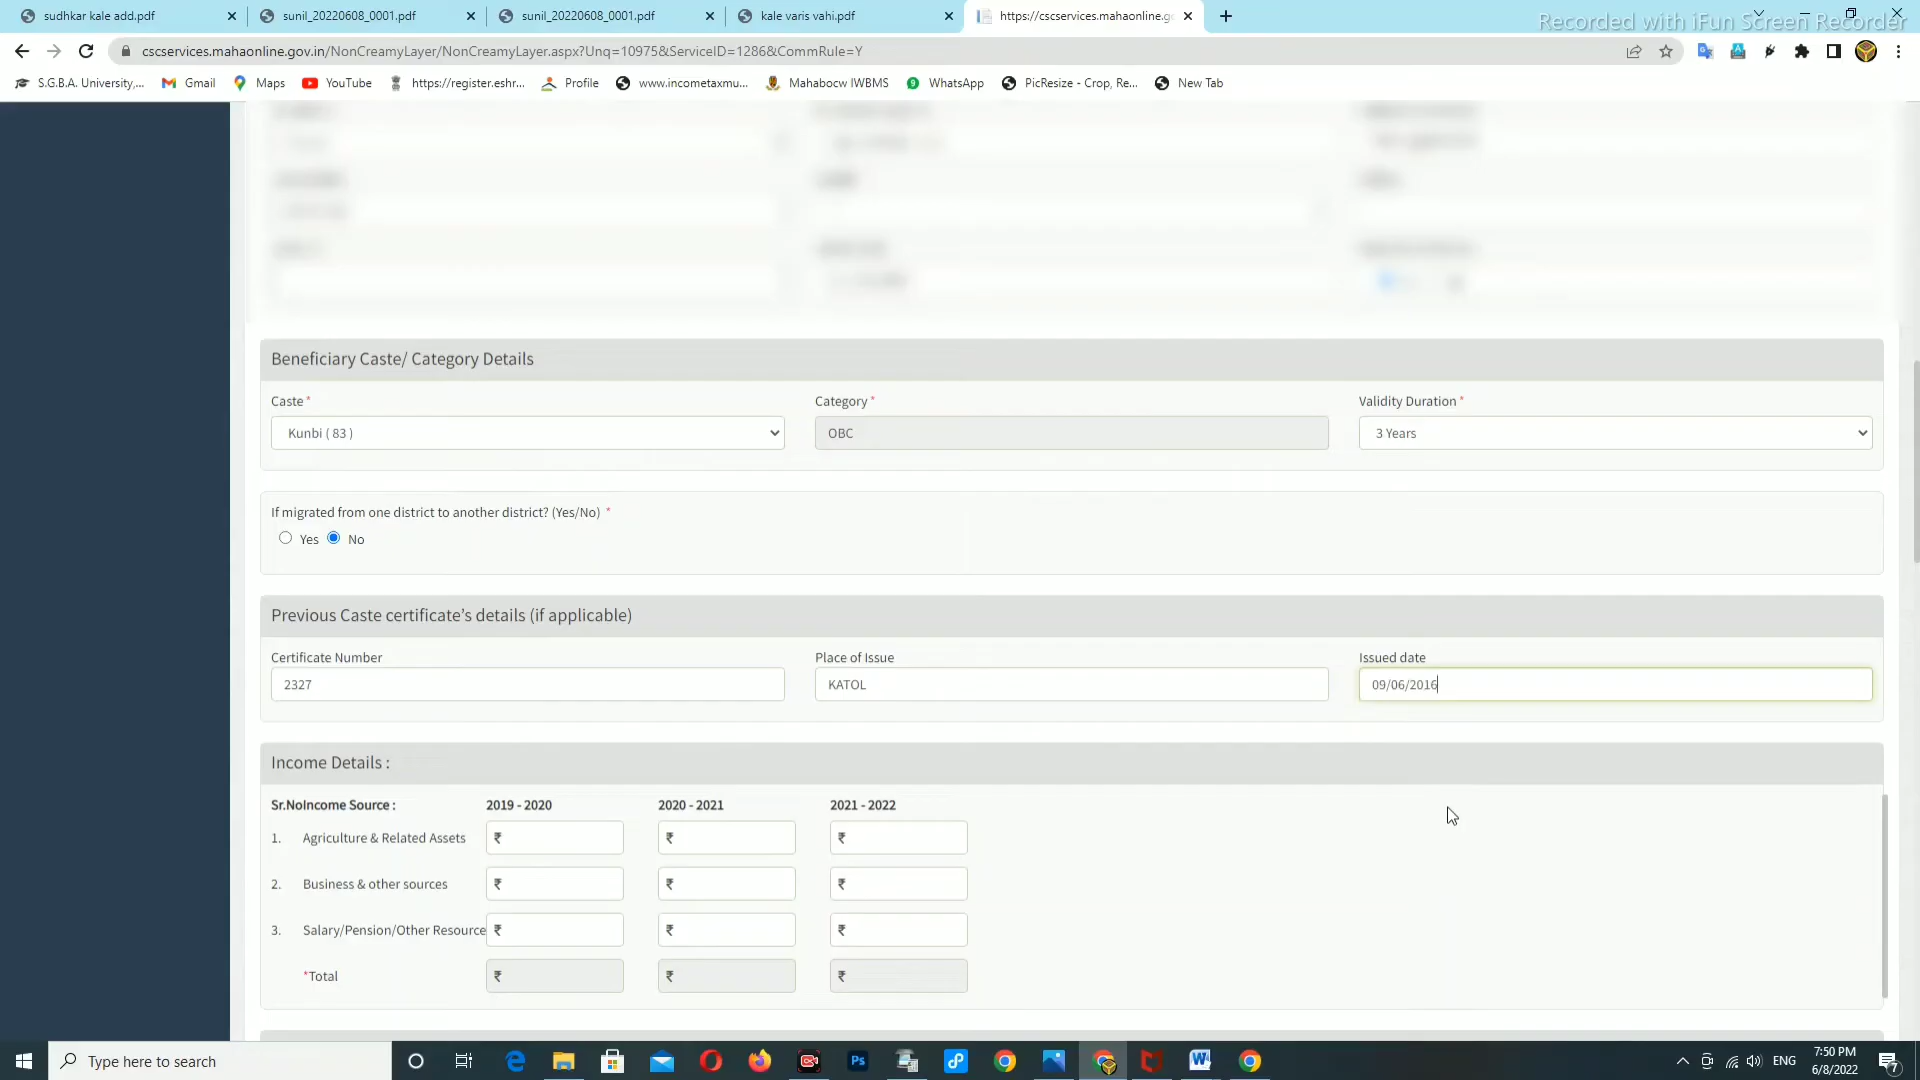 sudhkar kale add.pdf
sunil_20220608_0001.pdf
sunil_20220608_0001.pdf
kale varis vahi.pdf
https://cscservices.mahaonline.g
Recorded with iFun Screen Recorder
cscservices.mahaonline.gov.in/NonCreamyLayer/NonCreamyLayer.aspx?Unq=10975&ServiceID=1286&CommRule=Y
S.G.B.A. University,... Gmail Maps YouTube https://register.eshr... Profile www.incometaxmu... Mahabocw IWBMS WhatsApp PicResize - Crop, Re... New Tab
Beneficiary Caste/ Category Details
Caste * Category * Validity Duration *
Kunbi ( 83 ) OBC 3 Years
If migrated from one district to another district? (Yes/No) *
Yes No
Previous Caste certificate’s details (if applicable)
Certificate Number Place of Issue Issued date
2327 KATOL 09/06/2016
Income Details :
Sr.NoIncome Source : 2019 - 2020 2020 - 2021 2021 - 2022
1. Agriculture & Related Assets ₹ ₹ ₹
2. Business & other sources ₹ ₹ ₹
3. Salary/Pension/Other Resource ₹ ₹ ₹
*Total ₹ ₹ ₹
Type here to search
Ps
ENG
7:50 PM
6/8/2022
7